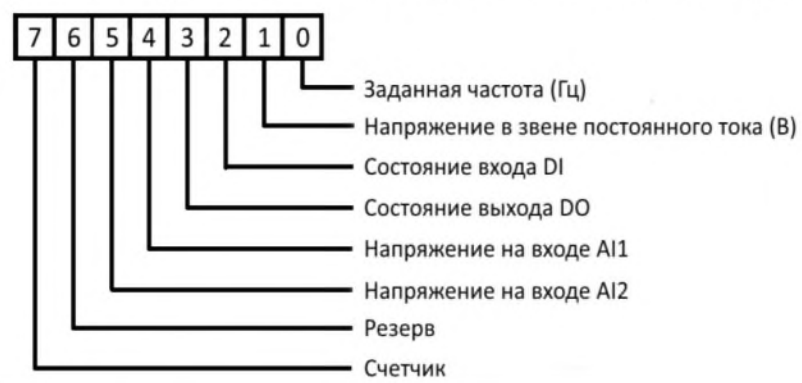 7 6 5 4 3 2 1 0
Заданная частота (Гц)
Напряжение в звене постоянного тока (В)
Состояние входа DI
Состояние выхода DO
Напряжение на входе AI1
Напряжение на входе AI2
Резерв
Счетчик